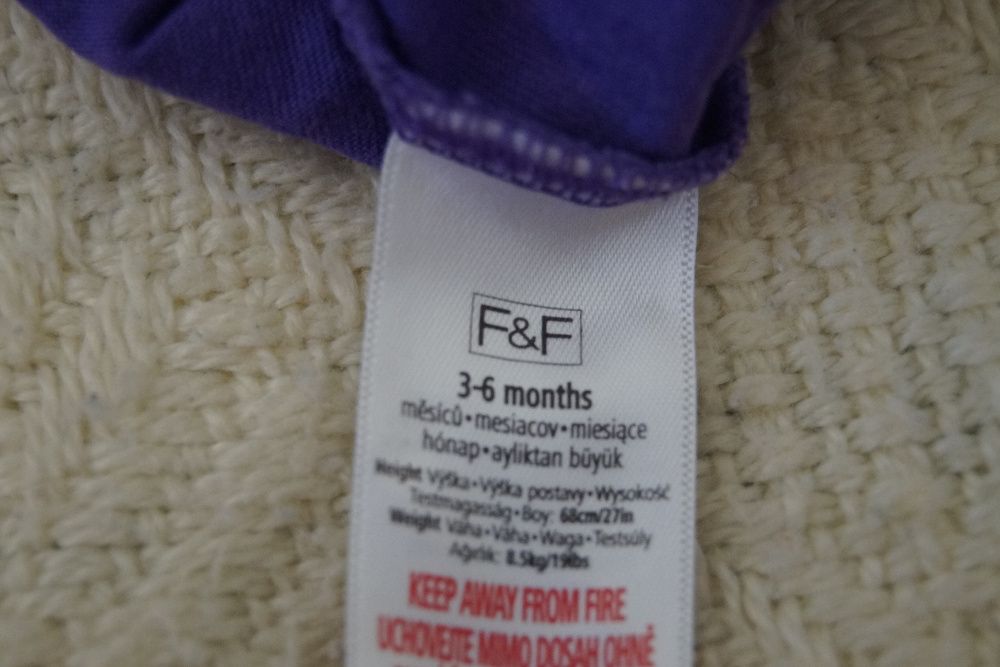 F&F
3-6 months
měsíců•mesiacov•miesiące
hónap•ayliktan büyük
Height Výška•Výška postavy•Wysokość
Testmagasság•Boy: 68cm/27in
Weight Váha•Váha•Waga•Testsúly
Ağırlık: 8.5kg/19lbs
KEEP AWAY FROM FIRE
UCHOVEJTE MIMO DOSAH OHNĚ